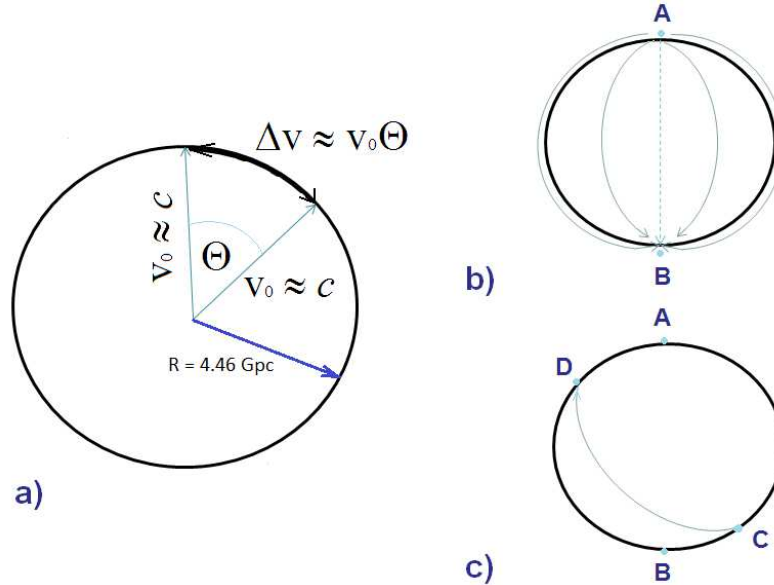 Δv ≈ v₀Θ
v₀ ≈ c
Θ
v₀ ≈ c
R = 4.46 Gpc
a)
A
B
b)
A
D
C
B
c)